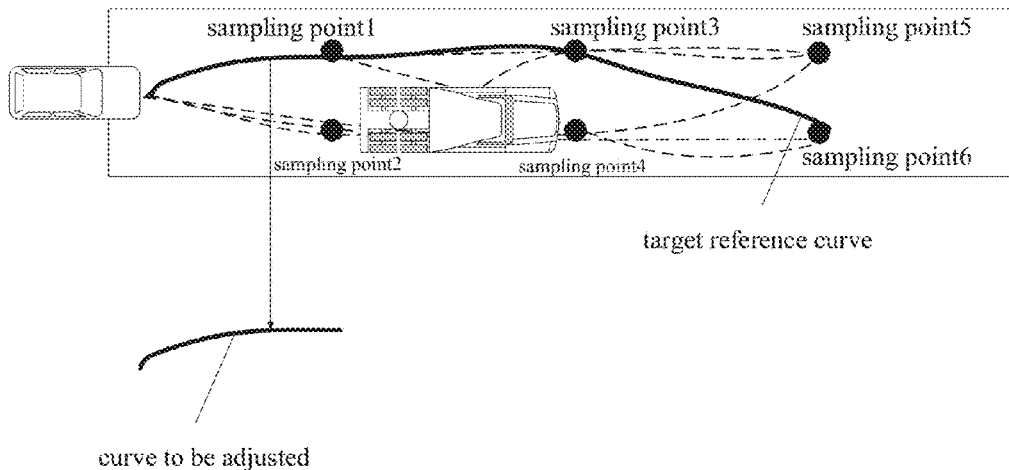 sampling point1
sampling point3
sampling point5
sampling point2
sampling point4
sampling point6
target reference curve
curve to be adjusted